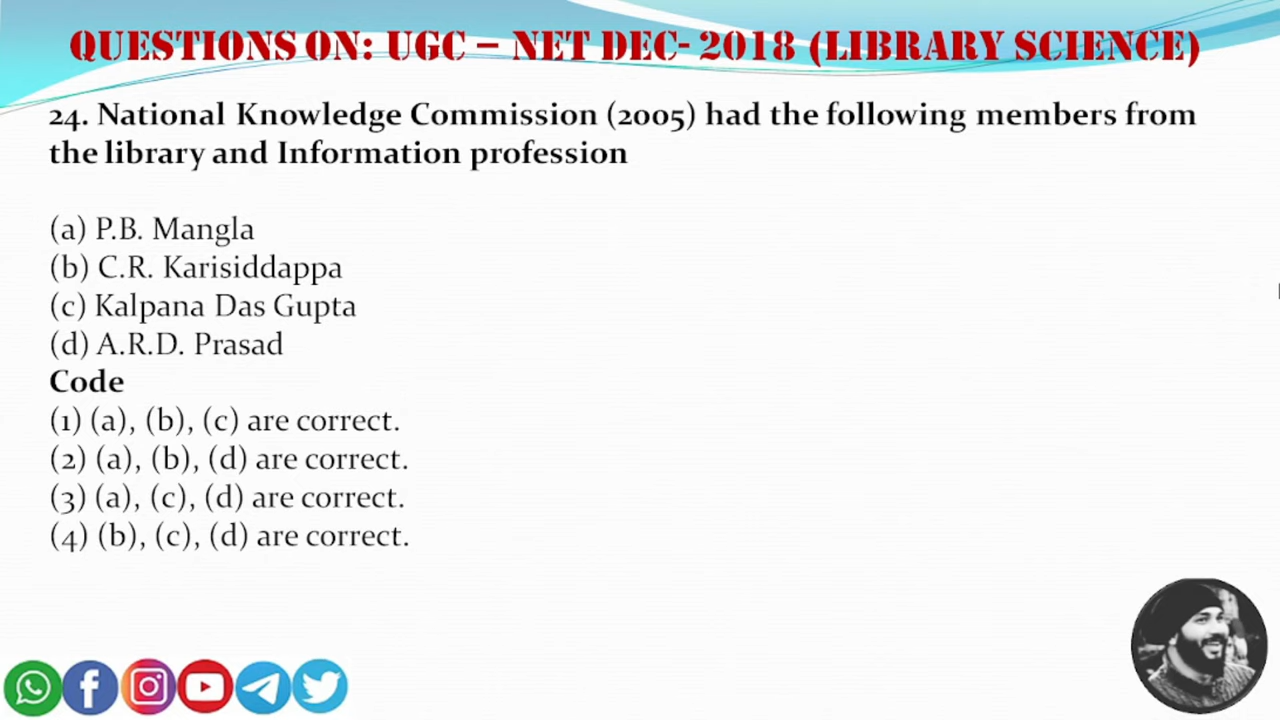 QUESTIONS ON: UGC – NET DEC- 2018 (LIBRARY SCIENCE)
24. National Knowledge Commission (2005) had the following members from
the library and Information profession
(a) P.B. Mangla
(b) C.R. Karisiddappa
(c) Kalpana Das Gupta
(d) A.R.D. Prasad
Code
(1) (a), (b), (c) are correct.
(2) (a), (b), (d) are correct.
(3) (a), (c), (d) are correct.
(4) (b), (c), (d) are correct.